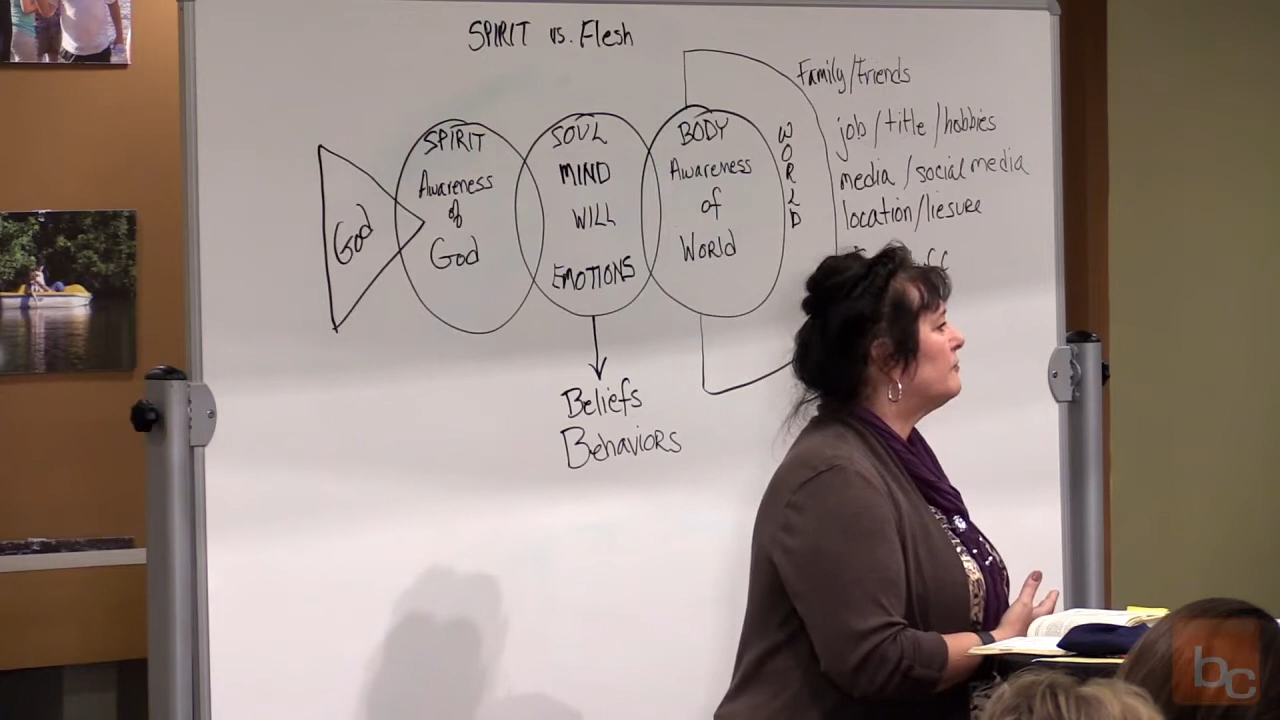 SPIRIT vs. Flesh
God
SPIRIT
Awareness
of
God
SOUL
MIND
WILL
EMOTIONS
Beliefs
Behaviors
BODY
Awareness
of
World
WORLD
Family/Friends
job/title/hobbies
media/social media
location/liesure
bc